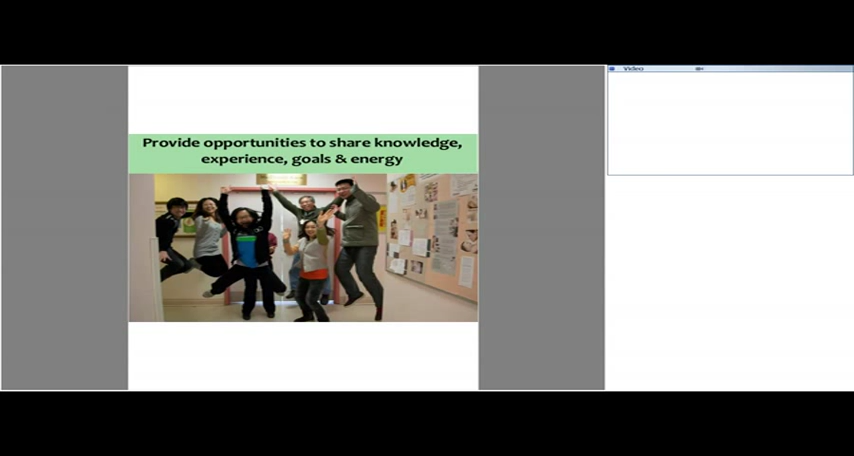 Provide opportunities to share knowledge,
experience, goals & energy
Video